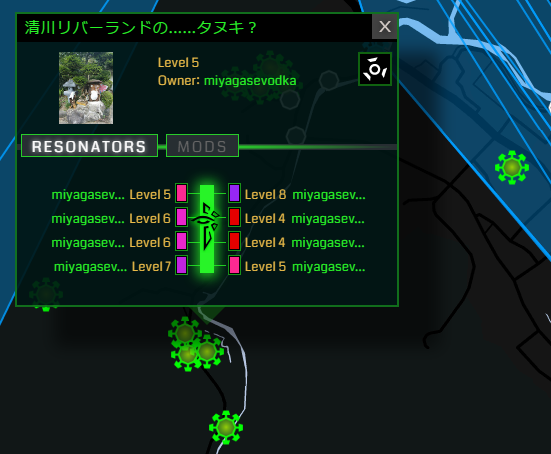 清川リバーランドの......タヌキ？
X
Level 5
Owner: miyagasevodka
RESONATORS
MODS
miyagasev... Level 5
Level 8 miyagasev...
miyagasev... Level 6
Level 4 miyagasev...
miyagasev... Level 6
Level 4 miyagasev...
miyagasev... Level 7
Level 5 miyagasev...